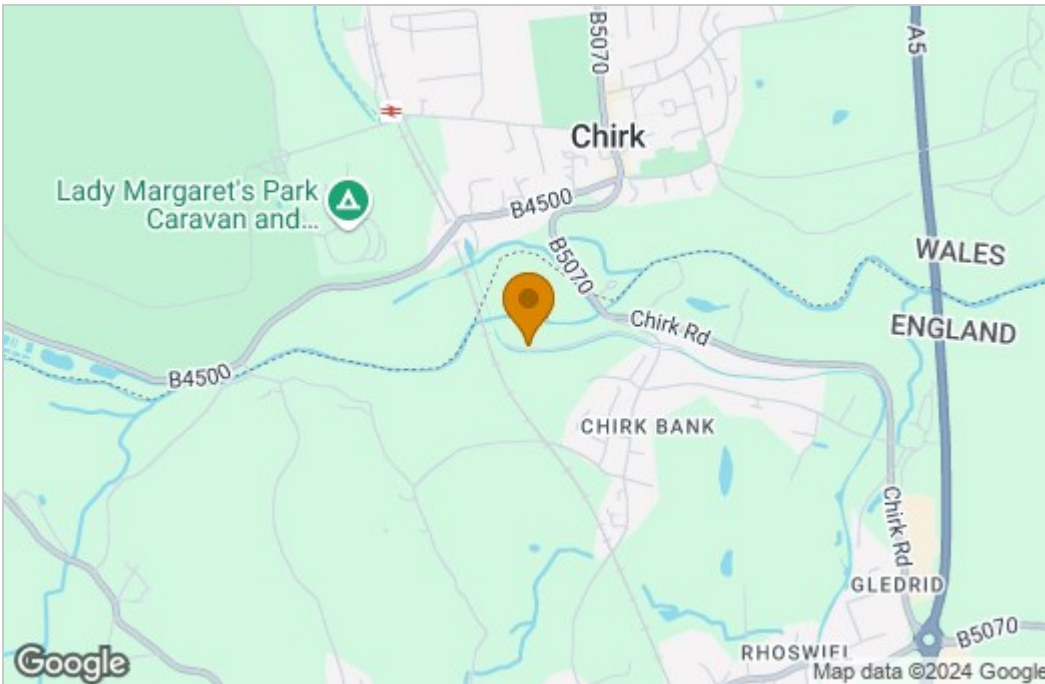 B5070
A5
Chirk
Lady Margaret's Park
Caravan and...
B4500
B5070
WALES
ENGLAND
Chirk Rd
B4500
CHIRK BANK
Chirk Rd
GLEDRID
B5070
RHOSWIEL
Google
Map data ©2024 Google